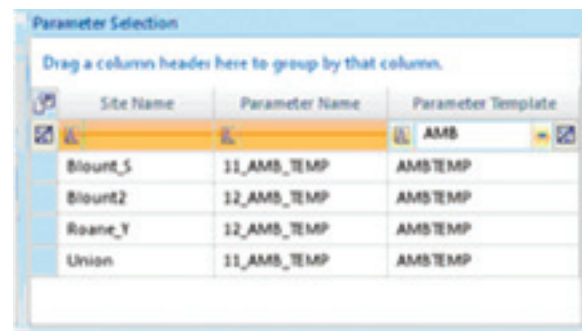 Parameter Selection
Drag a column header here to group by that column.
Site Name Parameter Name Parameter Template
AMB
Blount_S 11_AMB_TEMP AMBTEMP
Blount2 12_AMB_TEMP AMBTEMP
Roane_Y 12_AMB_TEMP AMBTEMP
Union 11_AMB_TEMP AMBTEMP